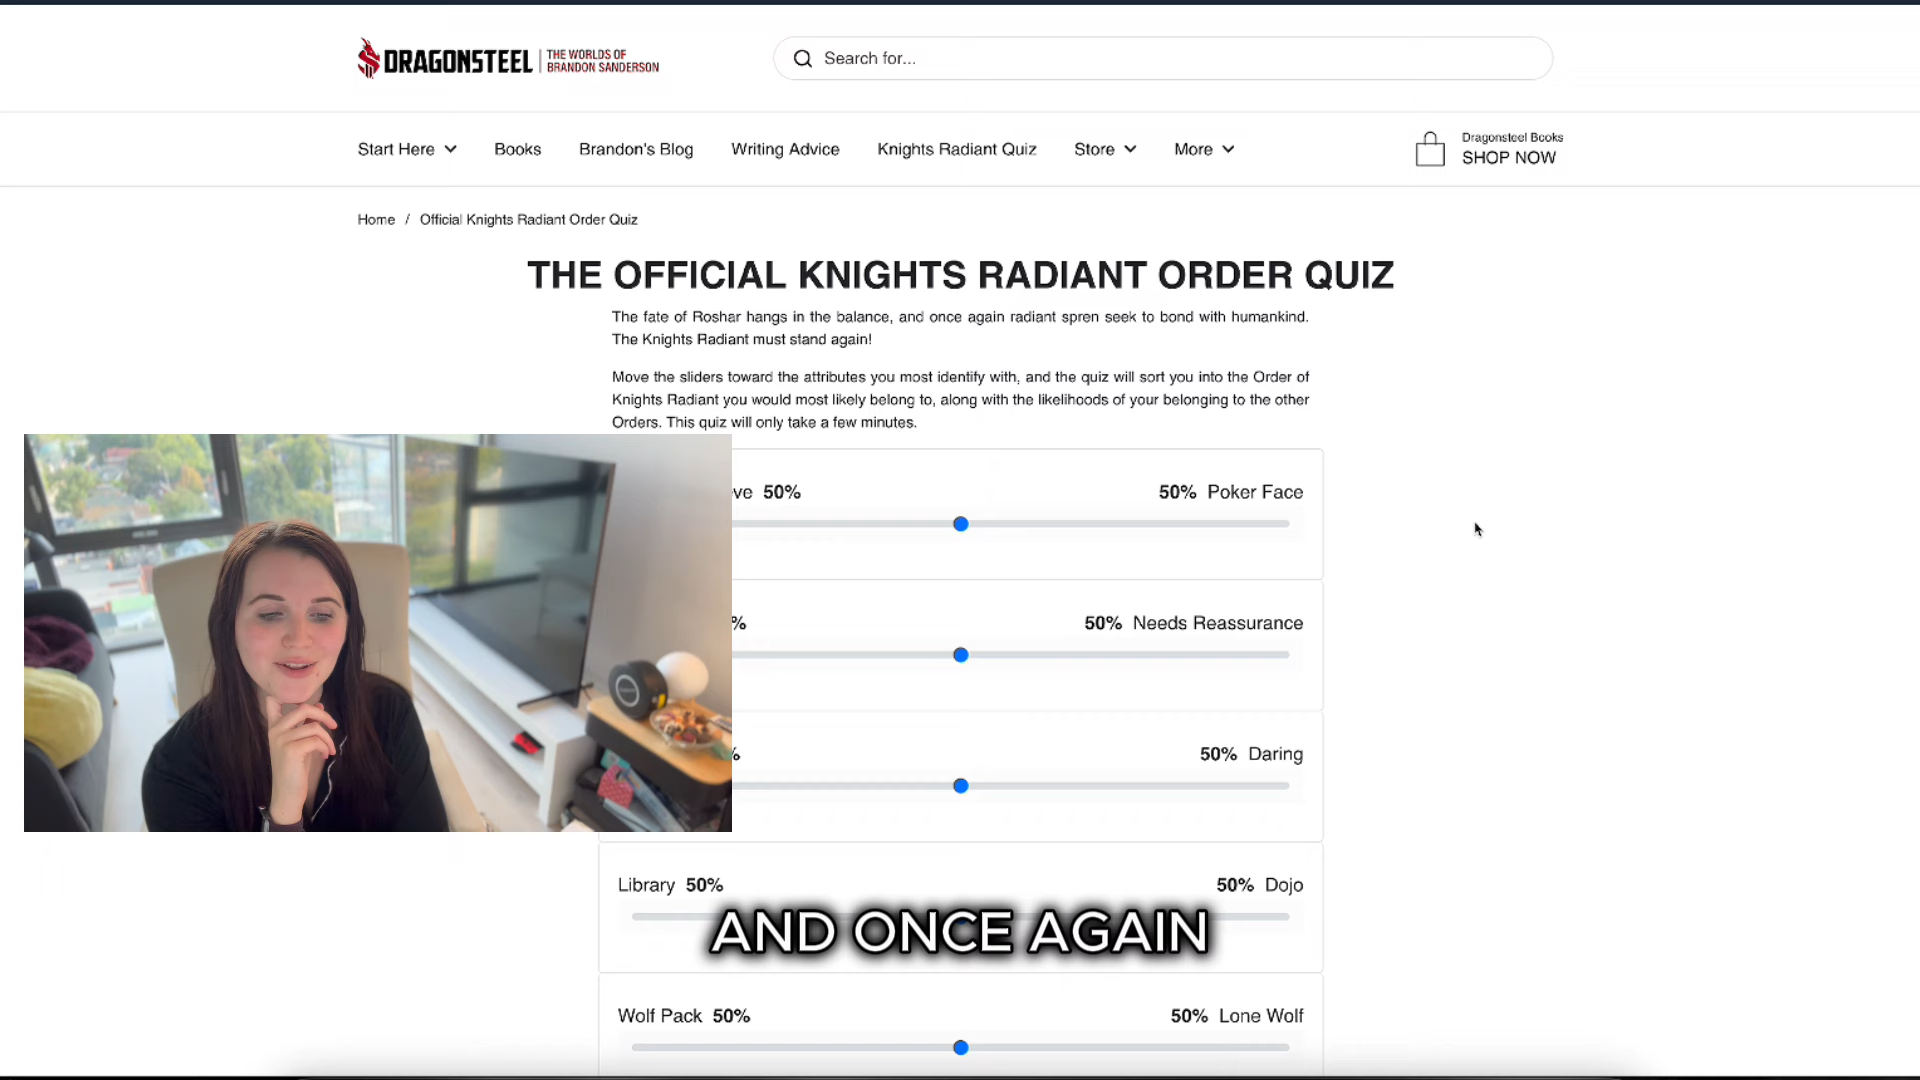 DRAGONSTEEL
THE WORLDS OF
BRANDON SANDERSON
Search for...
Start Here
Books
Brandon's Blog
Writing Advice
Knights Radiant Quiz
Store
More
Dragonsteel Books
SHOP NOW
Home / Official Knights Radiant Order Quiz
THE OFFICIAL KNIGHTS RADIANT ORDER QUIZ
The fate of Roshar hangs in the balance, and once again radiant spren seek to bond with humankind.
The Knights Radiant must stand again!
Move the sliders toward the attributes you most identify with, and the quiz will sort you into the Order of
Knights Radiant you would most likely belong to, along with the likelihoods of your belonging to the other
Orders. This quiz will only take a few minutes.
ve 50%
50% Poker Face
%
50% Needs Reassurance
%
50% Daring
Library 50%
50% Dojo
AND ONCE AGAIN
Wolf Pack 50%
50% Lone Wolf